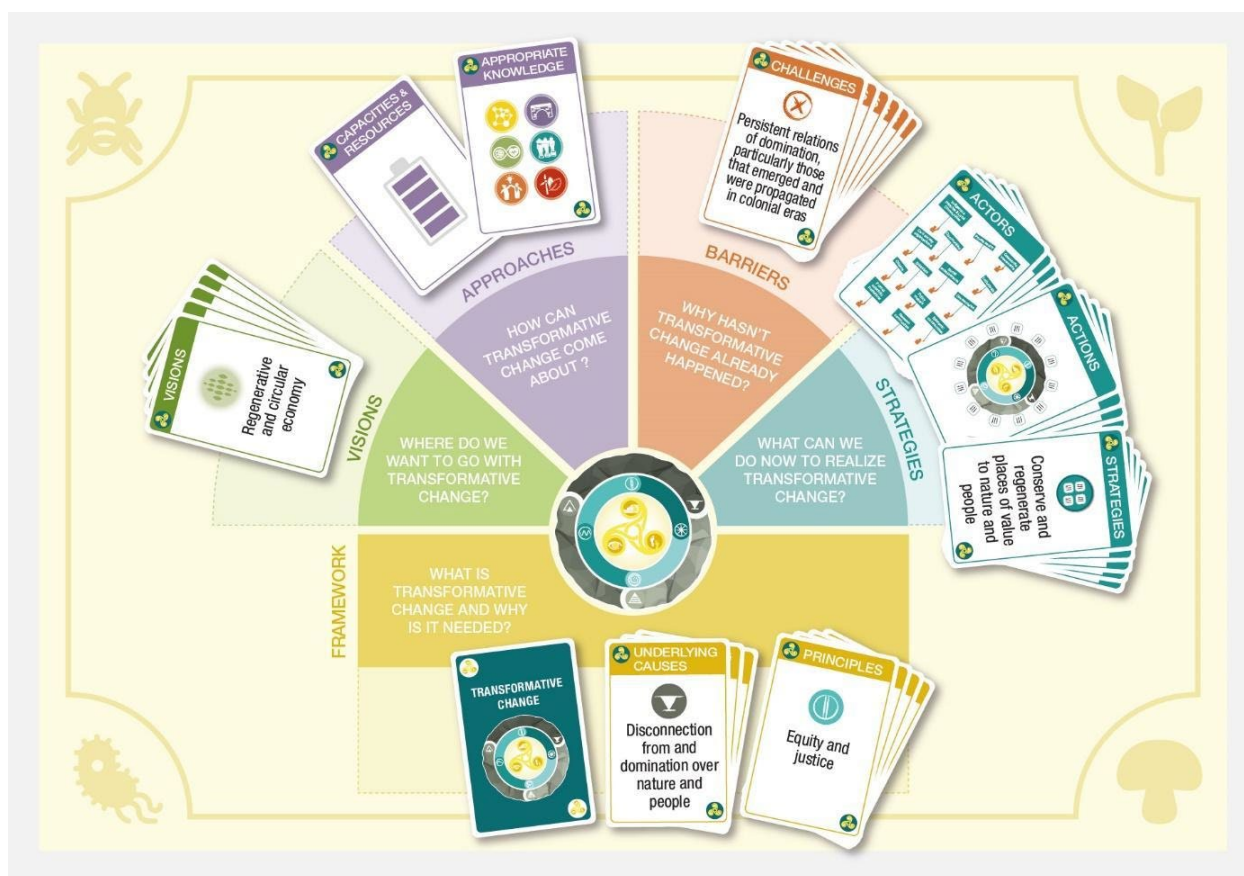 CAPACITIES &
RESOURCES
APPROPRIATE
KNOWLEDGE
CHALLENGES
Persistent relations
of domination,
particularly those
that emerged and
were propagated
in colonial eras
ACTORS
ACTIONS
STRATEGIES
Conserve and
regenerate
places of value
to nature and
people
VISIONS
Regenerative
and circular
economy
VISIONS
WHERE DO WE
WANT TO GO WITH
TRANSFORMATIVE
CHANGE?
APPROACHES
HOW CAN
TRANSFORMATIVE
CHANGE COME
ABOUT ?
BARRIERS
WHY HASN'T
TRANSFORMATIVE
CHANGE ALREADY
HAPPENED?
STRATEGIES
WHAT CAN WE
DO NOW TO REALIZE
TRANSFORMATIVE
CHANGE?
FRAMEWORK
WHAT IS
TRANSFORMATIVE
CHANGE AND WHY
IS IT NEEDED?
TRANSFORMATIVE
CHANGE
UNDERLYING
CAUSES
Disconnection
from and
domination over
nature and
people
PRINCIPLES
Equity and
justice